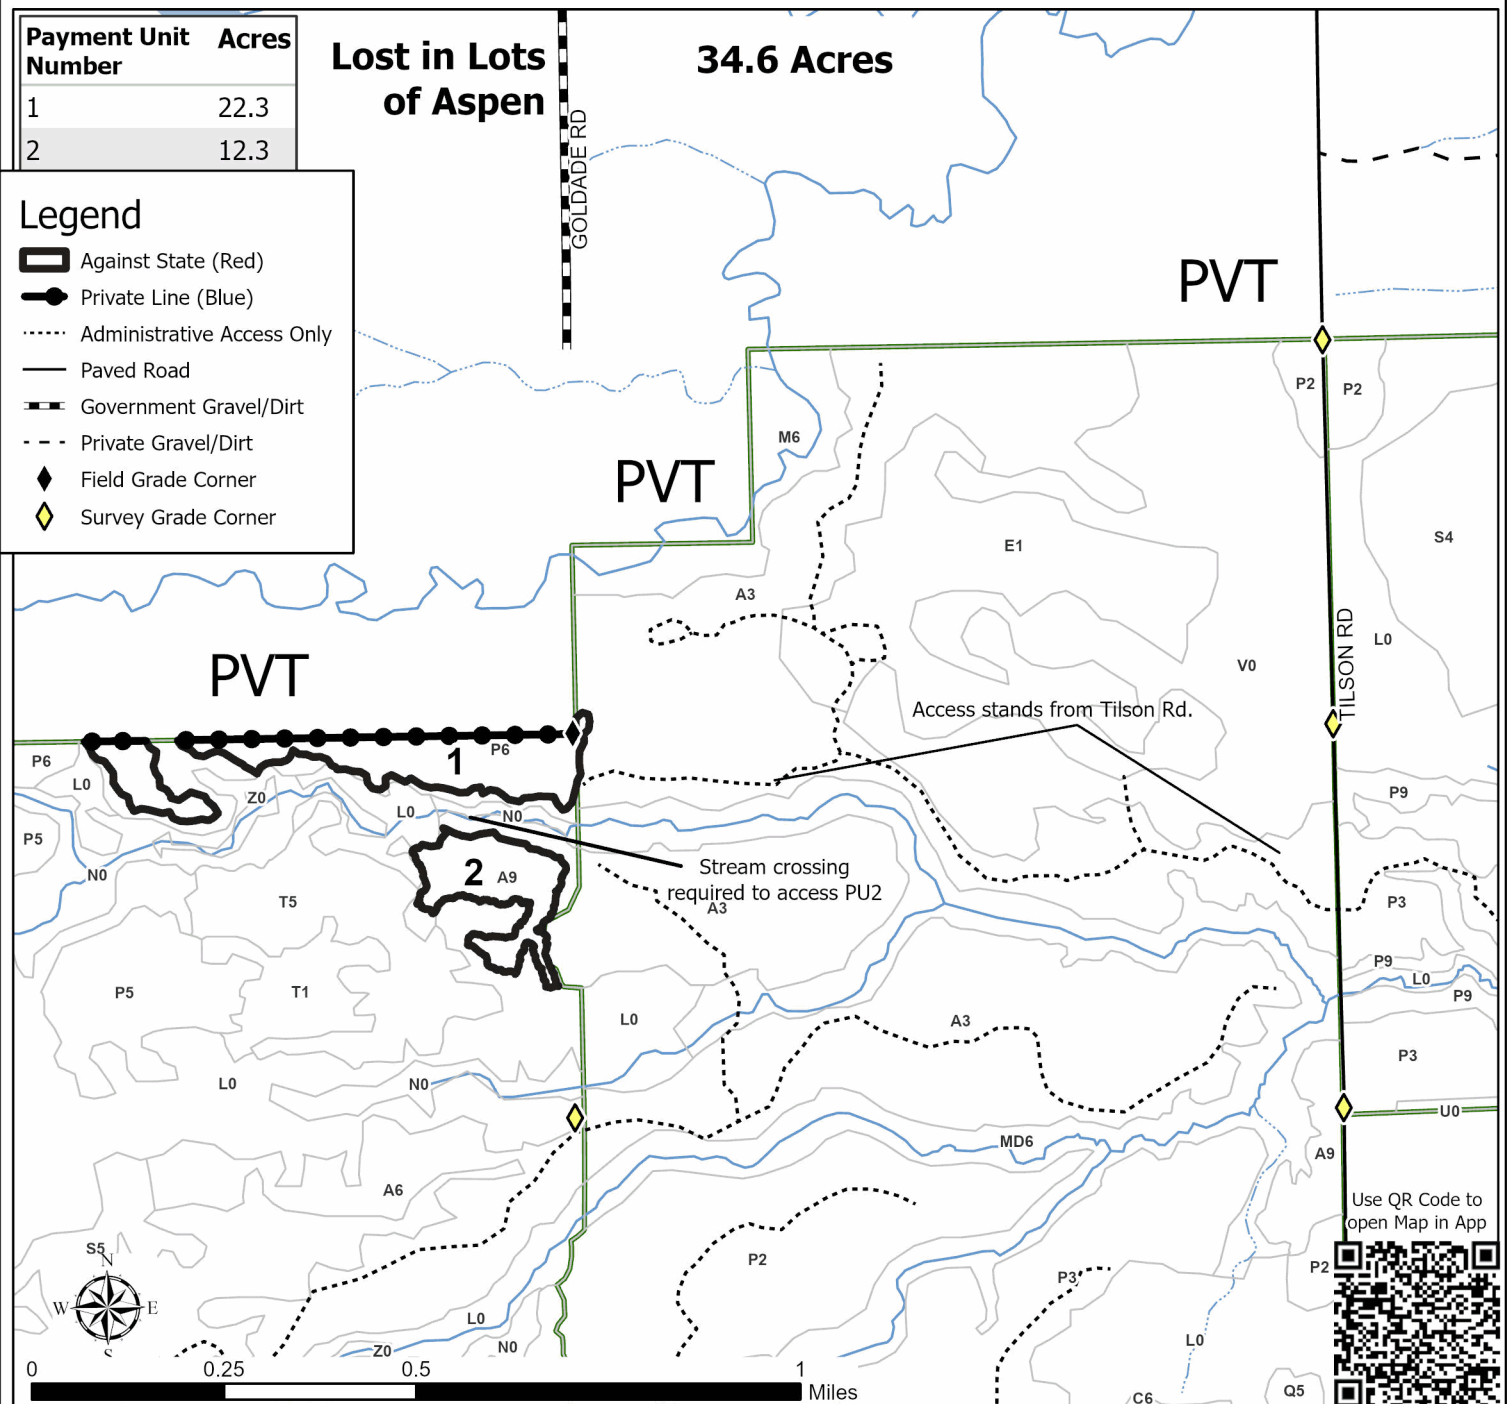 Payment Unit Acres
Number
1 22.3
2 12.3
Lost in Lots
of Aspen
34.6 Acres
GOLDADE RD
Legend
Against State (Red)
Private Line (Blue)
Administrative Access Only
Paved Road
Government Gravel/Dirt
Private Gravel/Dirt
Field Grade Corner
Survey Grade Corner
PVT
P2
P2
M6
PVT
S4
E1
A3
TILSON RD
L0
PVT
V0
Access stands from Tilson Rd.
P6
1
P6
L0
Z0
L0
N0
P9
P5
N0
2
A9
Stream crossing
required to access PU2
A3
T5
P3
P5
T1
P9
L0
P9
L0
A3
P3
L0
N0
U0
MD6
A9
A6
Use QR Code to
open Map in App
S5
P2
P3
P2
N
W
E
S
L0
N0
Z0
L0
C6
Q5
0 0.25 0.5 1
Miles